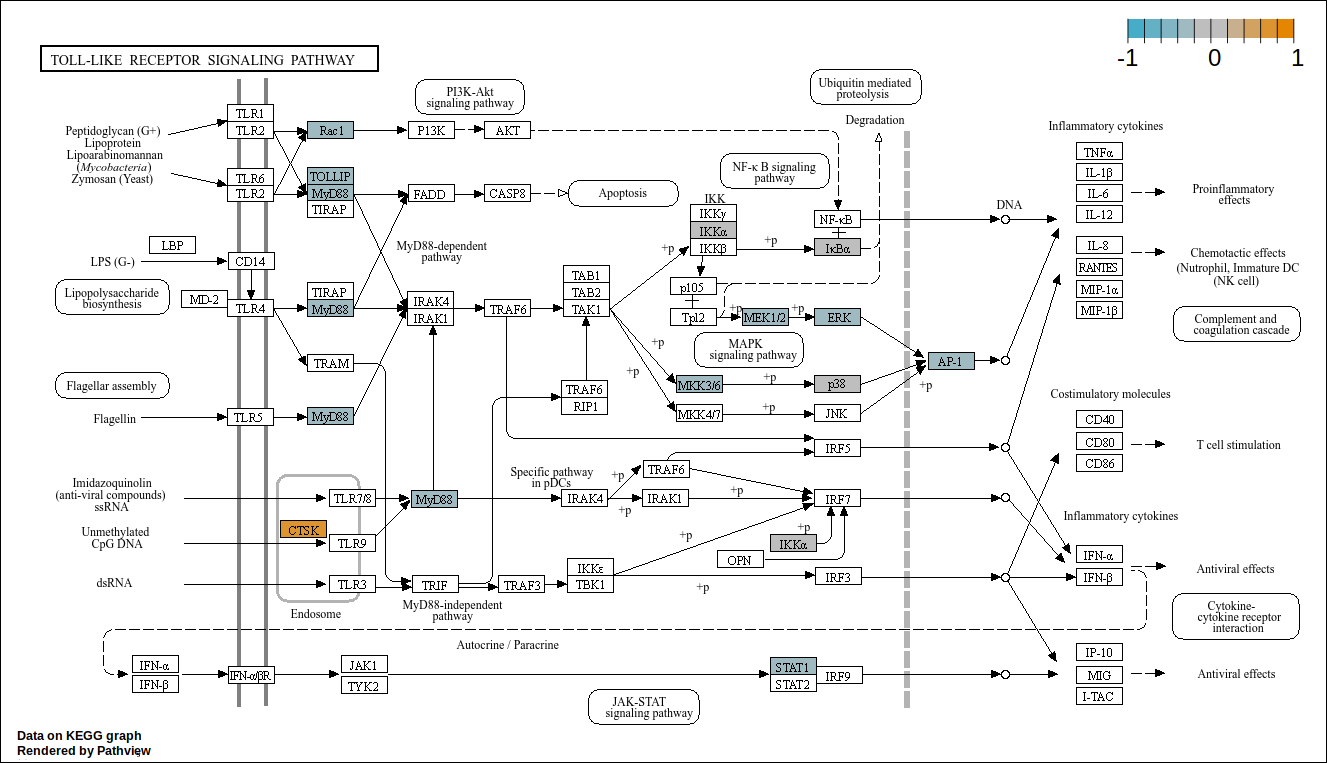 -1 0 1
TOLL-LIKE RECEPTOR SIGNALING PATHWAY
PI3K-Akt
signaling pathway
Ubiquitin mediated
proteolysis
Degradation
Peptidoglycan (G+)
Lipoprotein
Lipoarabinomannan
(Mycobacteria)
Zymosan (Yeast)
TLR1
TLR2
Rac1
P13K
AKT
TLR6
TLR2
TOLLIP
MyD88
TIRAP
FADD
CASP8
Apoptosis
NF-κ B signaling
pathway
Inflammatory cytokines
TNFα
IL-1β
IL-6
IL-12
Proinflammatory
effects
IKK
IKKγ
IKKα
IKKβ
+p
+p
NF-κB
IκBα
DNA
IL-8
RANTES
MIP-1α
MIP-1β
Chemotactic effects
(Nutrophil, Immature DC
(NK cell)
Complement and
coagulation cascade
LBP
LPS (G-)
CD14
MyD88-dependent
pathway
Lipopolysaccharide
biosynthesis
MD-2
TLR4
TIRAP
MyD88
IRAK4
IRAK1
TRAF6
TAB1
TAB2
TAK1
p105
Tpl2
+p
MEK1/2
+p
ERK
MAPK
signaling pathway
TRAM
+p
+p
MKK3/6
+p
p38
AP-1
+p
MKK4/7
+p
JNK
Flagellar assembly
Flagellin
TLR5
MyD88
TRAF6
RIP1
Costimulatory molecules
CD40
CD80
CD86
T cell stimulation
IRF5
Imidazoquinolin
(anti-viral compounds)
ssRNA
TLR7/8
MyD88
Specific pathway
in pDCs
IRAK4
+p
+p
TRAF6
IRAK1
+p
IRF7
Unmethylated
CpG DNA
CTSK
TLR9
+p
+p
IKKα
OPN
Inflammatory cytokines
IFN-α
IFN-β
Antiviral effects
dsRNA
TLR3
Endosome
TRIF
TRAF3
IKKε
TBK1
+p
IRF3
MyD88-independent
pathway
Cytokine-
cytokine receptor
interaction
Autocrine / Paracrine
IFN-α
IFN-β
IFN-α/βR
JAK1
TYK2
STAT1
STAT2
IRF9
IP-10
MIG
I-TAC
Antiviral effects
JAK-STAT
signaling pathway
Data on KEGG graph
Rendered by Pathview